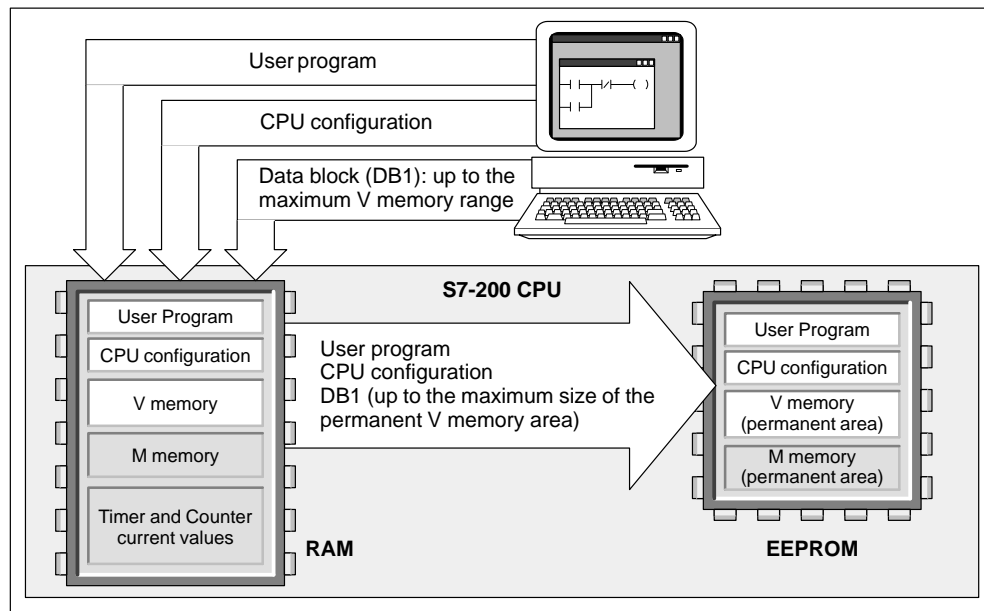 User program
CPU configuration
Data block (DB1): up to the
maximum V memory range
S7-200 CPU
User Program
CPU configuration
V memory
M memory
Timer and Counter
current values
RAM
User program
CPU configuration
DB1 (up to the maximum size of the
permanent V memory area)
User Program
CPU configuration
V memory
(permanent area)
M memory
(permanent area)
EEPROM